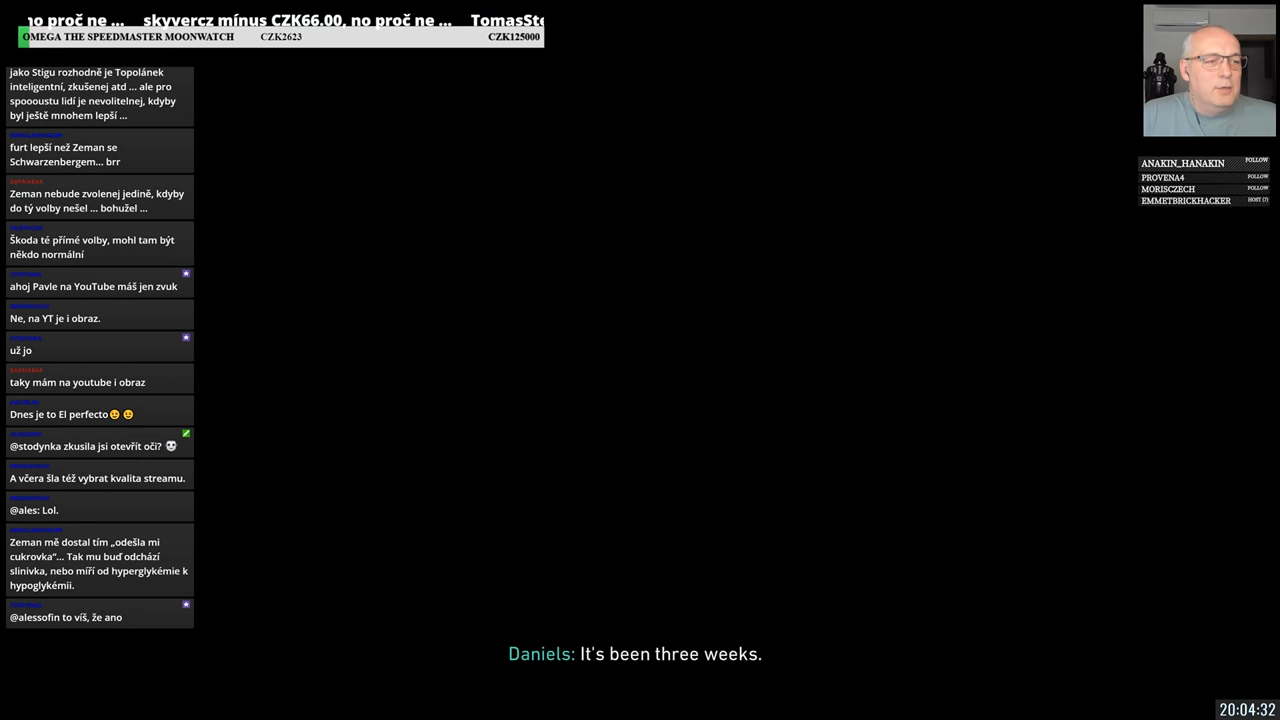 no proč ne ...    skyvercz mínus CZK66.00, no proč ne ...    TomasSt
OMEGA THE SPEEDMASTER MOONWATCH    CZK2623    CZK125000
jako Stigu rozhodně je Topolánek
inteligentní, zkušenej atd ... ale pro
spoooustu lidí je nevolitelnej, kdyby
byl ještě mnohem lepší ...
furt lepší než Zeman se
Schwarzenbergem... brr
Zeman nebude zvolenej jedině, kdyby
do tý volby nešel ... bohužel ...
Škoda té přímé volby, mohl tam být
někdo normální
ahoj Pavle na YouTube máš jen zvuk
Ne, na YT je i obraz.
už jo
taky mám na youtube i obraz
Dnes je to El perfecto😉 😉
@stodynka zkusila jsi otevřít oči?
A včera šla též vybrat kvalita streamu.
@ales: Lol.
Zeman mě dostal tím „odešla mi
cukrovka“... Tak mu buď odchází
slinivka, nebo míří od hyperglykémie k
hypoglykémii.
@alessofin to víš, že ano
Daniels: It's been three weeks.
ANAKIN_HANAKIN    FOLLOW
PROVENA4    FOLLOW
MORISCZECH    FOLLOW
EMMETBRICKHACKER    HOST (7)
20:04:32